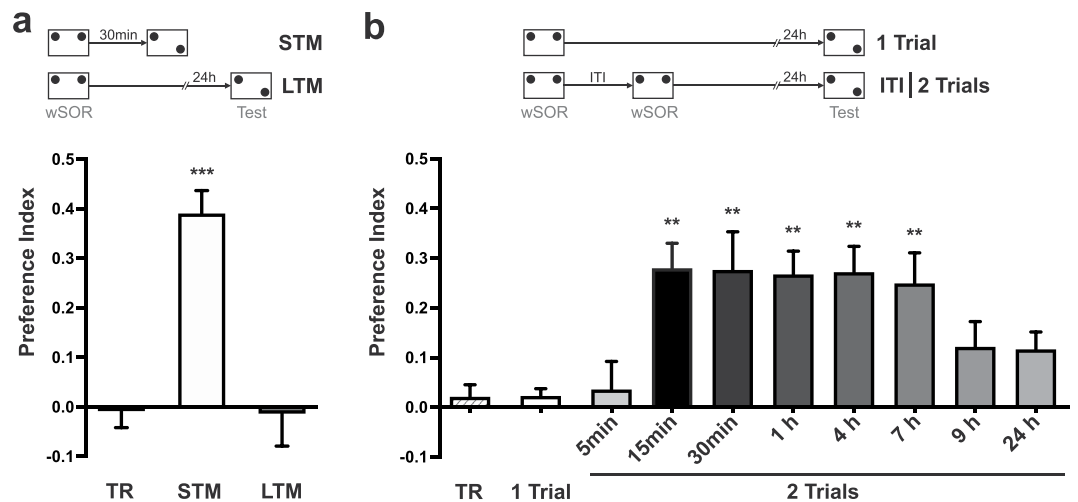 a
30min
STM
24h
LTM
wSOR Test
Preference Index
0.5
0.4
0.3
0.2
0.1
0.0
-0.1
***
TR STM LTM
b
24h
1 Trial
ITI 24h
ITI | 2 Trials
wSOR wSOR Test
Preference Index
0.5
0.4
0.3
0.2
0.1
0.0
-0.1
** ** ** ** **
5min 15min 30min 1 h 4 h 7 h 9 h 24 h
TR 1 Trial 2 Trials